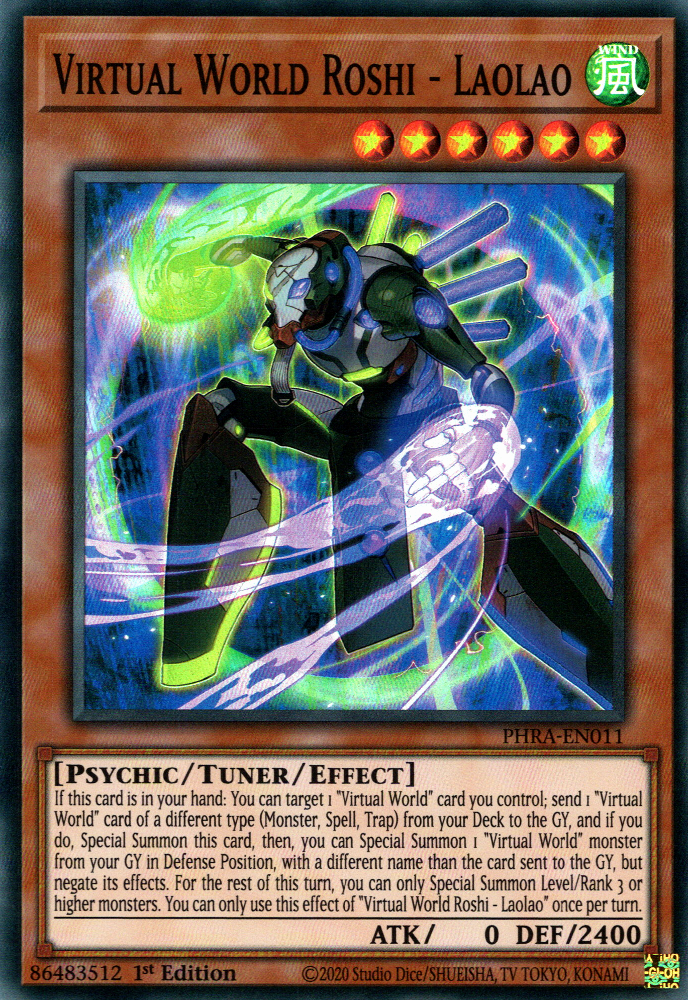 VIRTUAL WORLD ROSHI - LAOLAO
WIND
風
PHRA-EN011
[PSYCHIC/TUNER/EFFECT]
If this card is in your hand: You can target 1 "Virtual World" card you control; send 1 "Virtual
World" card of a different type (Monster, Spell, Trap) from your Deck to the GY, and if you
do, Special Summon this card, then, you can Special Summon 1 "Virtual World" monster
from your GY in Defense Position, with a different name than the card sent to the GY, but
negate its effects. For the rest of this turn, you can only Special Summon Level/Rank 3 or
higher monsters. You can only use this effect of "Virtual World Roshi - Laolao" once per turn.
ATK/ 0 DEF/2400
86483512 1st Edition ©2020 Studio Dice/SHUEISHA, TV TOKYO, KONAMI